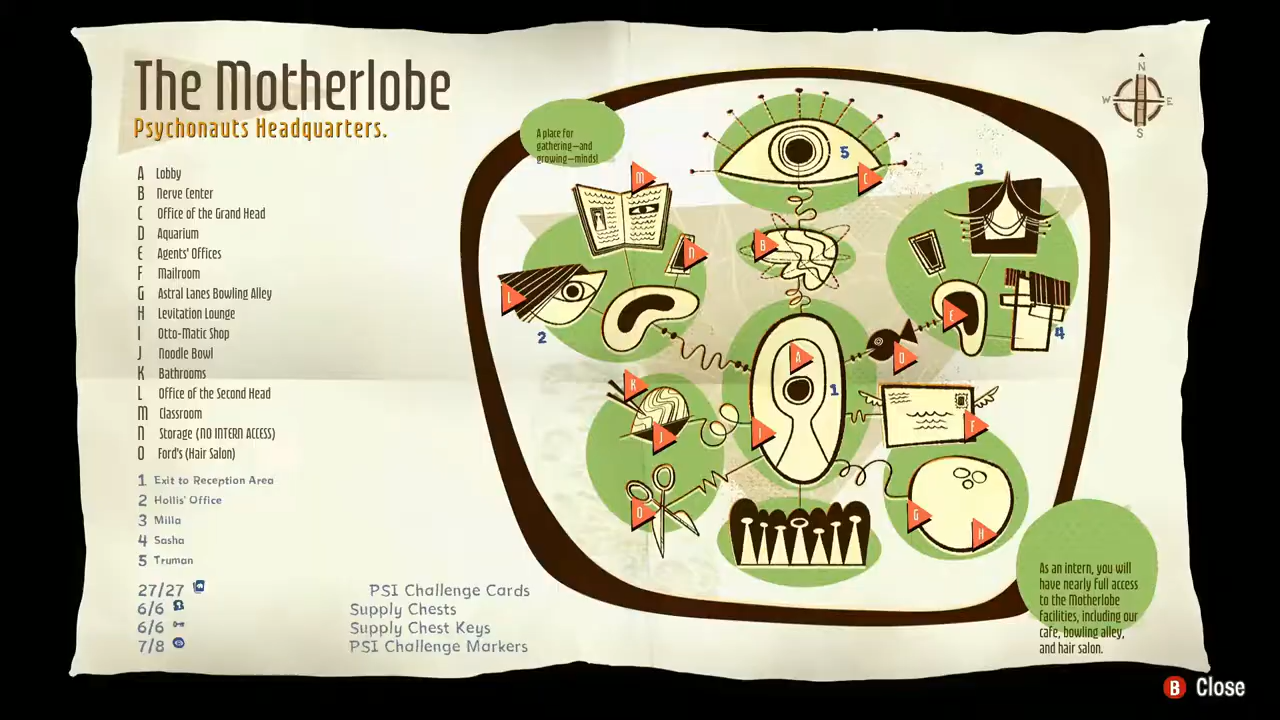 The Motherlobe
Psychonauts Headquarters.
A Lobby
B Nerve Center
C Office of the Grand Head
D Aquarium
E Agents' Offices
F Mailroom
G Astral Lanes Bowling Alley
H Levitation Lounge
I Otto-Matic Shop
J Noodle Bowl
K Bathrooms
L Office of the Second Head
M Classroom
N Storage (NO INTERN ACCESS)
O Ford's (Hair Salon)
1 Exit to Reception Area
2 Hollis' Office
3 Milla
4 Sasha
5 Truman
27/27 PSI Challenge Cards
6/6 Supply Chests
6/6 Supply Chest Keys
7/8 PSI Challenge Markers
A place for
gathering—and
growing—minds!
N
W E
S
5
C
3
M
B
N
L
2
E
4
A
D
1
K
J
I
F
O
G
H
As an intern, you will
have nearly full access
to the Motherlobe
facilities, including our
cafe, bowling alley,
and hair salon.
B Close